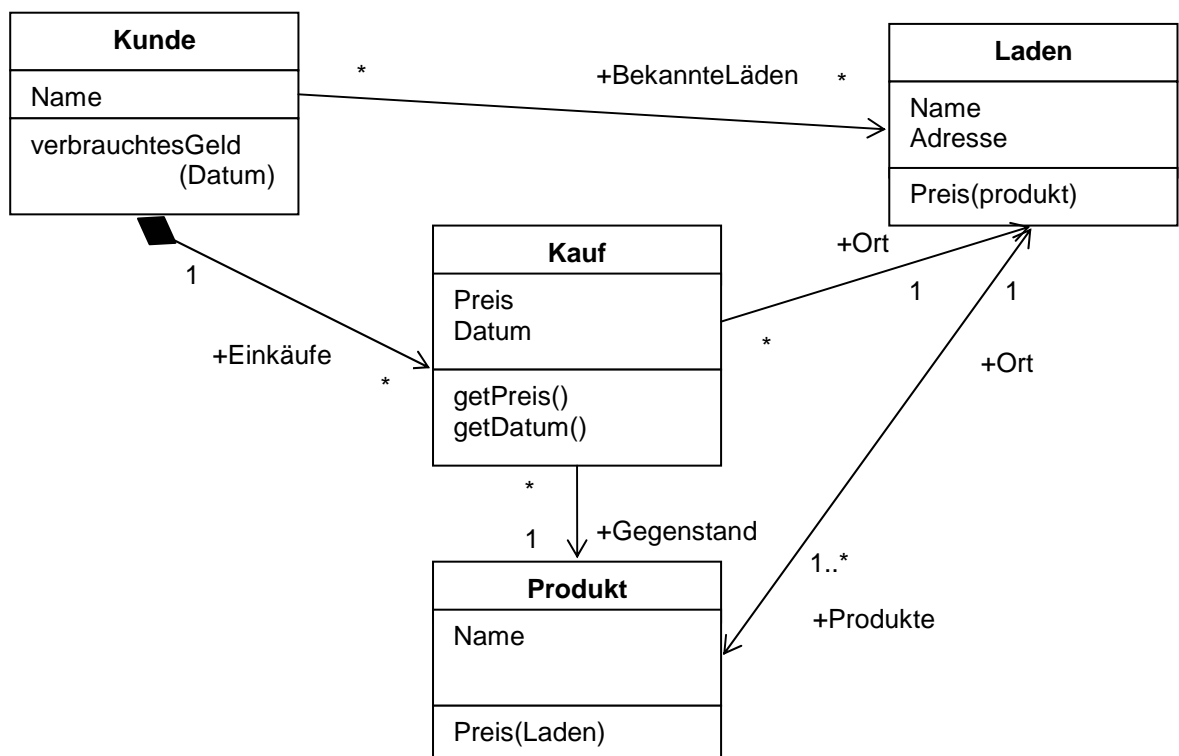 Kunde
Name
verbrauchtesGeld
(Datum)
*
+BekannteLäden
*
Laden
Name
Adresse
Preis(produkt)
1
+Einkäufe
*
Kauf
Preis
Datum
getPreis()
getDatum()
+Ort
1
*
1
+Ort
*
1
+Gegenstand
1..*
+Produkte
Produkt
Name
Preis(Laden)